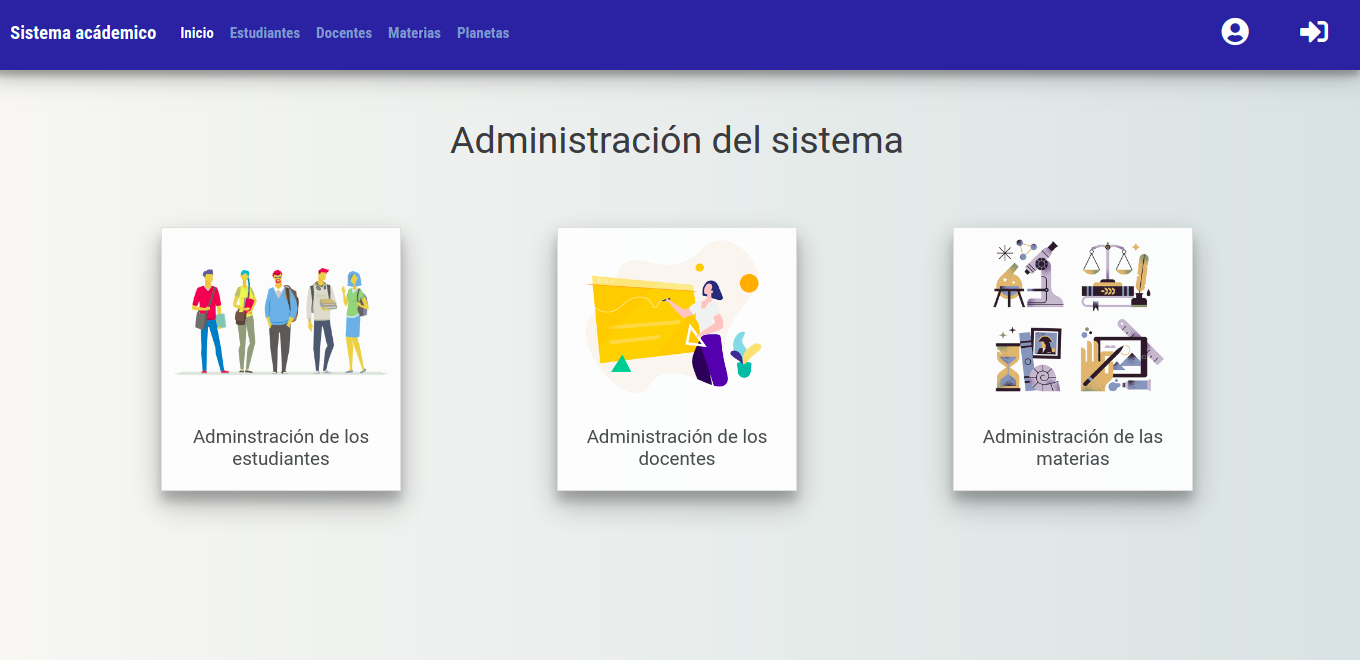 Sistema acádemico Inicio Estudiantes Docentes Materias Planetas
Administración del sistema
Adminstración de los
estudiantes
Administración de los
docentes
Administración de las
materias